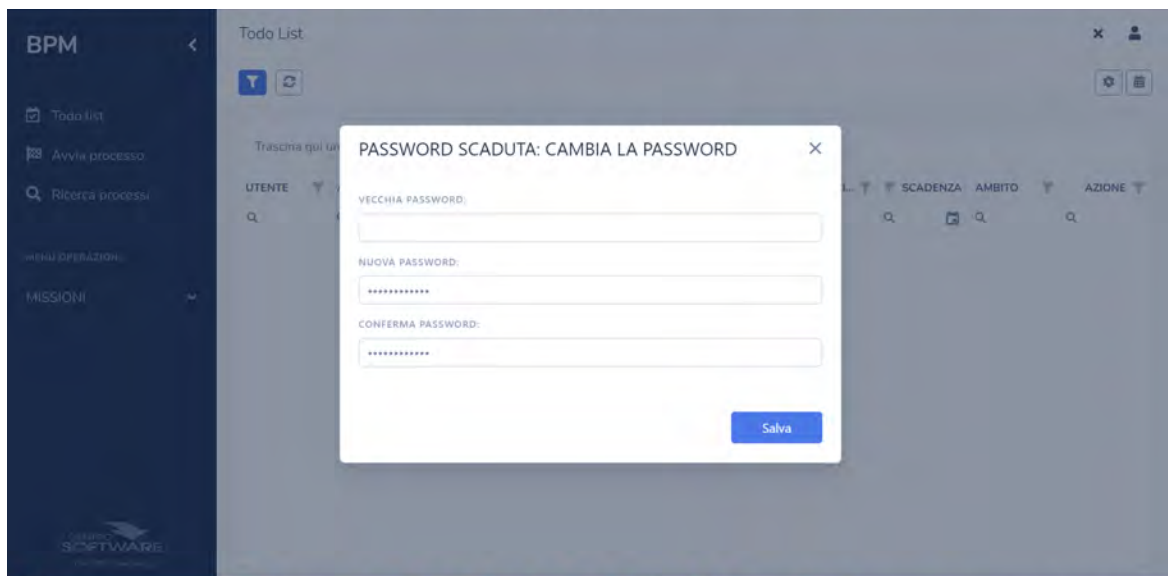 BPM
Todo List
Todo list
Avvia processo
Ricerca processi
MENU OPERAZIONI
MISSIONI
Trascina qui un
UTENTE
SCADENZA
AMBITO
AZIONE
PASSWORD SCADUTA: CAMBIA LA PASSWORD
VECCHIA PASSWORD:
NUOVA PASSWORD:
••••••••••••
CONFERMA PASSWORD:
••••••••••••
Salva
SOFTWARE